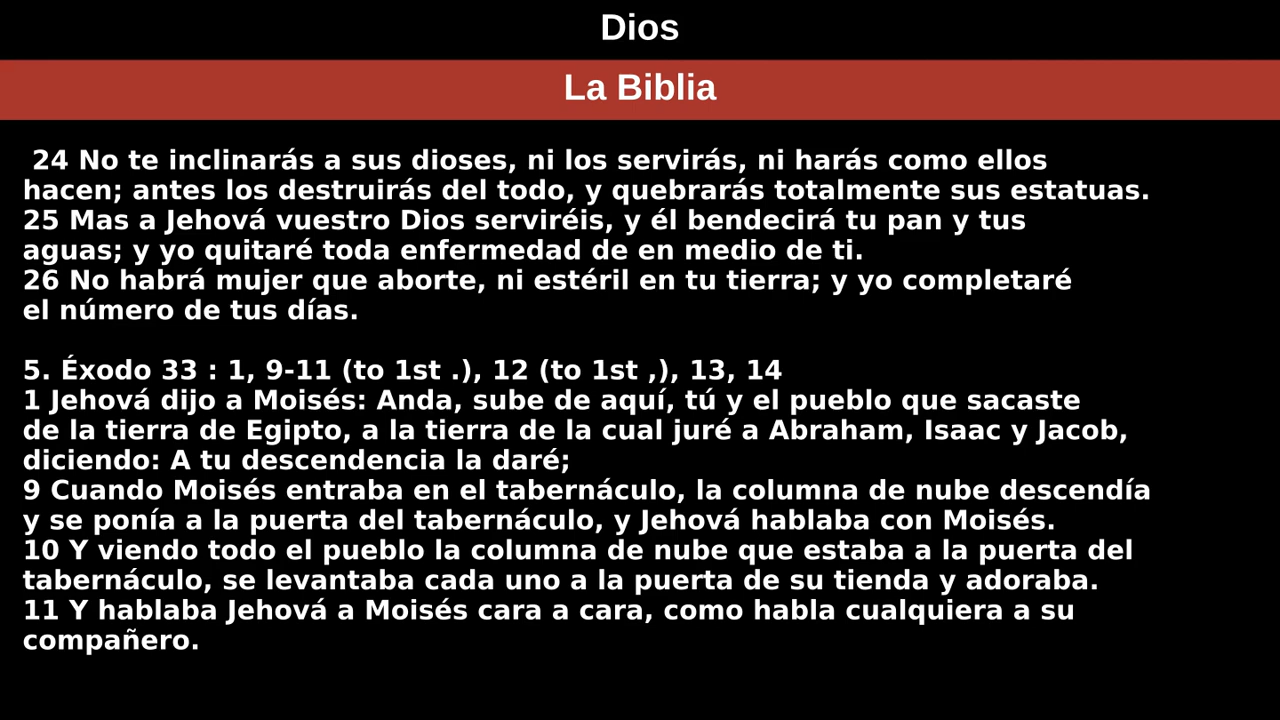 Dios
La Biblia
24 No te inclinarás a sus dioses, ni los servirás, ni harás como ellos
hacen; antes los destruirás del todo, y quebrarás totalmente sus estatuas.
25 Mas a Jehová vuestro Dios serviréis, y él bendecirá tu pan y tus
aguas; y yo quitaré toda enfermedad de en medio de ti.
26 No habrá mujer que aborte, ni estéril en tu tierra; y yo completaré
el número de tus días.
5. Éxodo 33 : 1, 9-11 (to 1st .), 12 (to 1st ,), 13, 14
1 Jehová dijo a Moisés: Anda, sube de aquí, tú y el pueblo que sacaste
de la tierra de Egipto, a la tierra de la cual juré a Abraham, Isaac y Jacob,
diciendo: A tu descendencia la daré;
9 Cuando Moisés entraba en el tabernáculo, la columna de nube descendía
y se ponía a la puerta del tabernáculo, y Jehová hablaba con Moisés.
10 Y viendo todo el pueblo la columna de nube que estaba a la puerta del
tabernáculo, se levantaba cada uno a la puerta de su tienda y adoraba.
11 Y hablaba Jehová a Moisés cara a cara, como habla cualquiera a su
compañero.